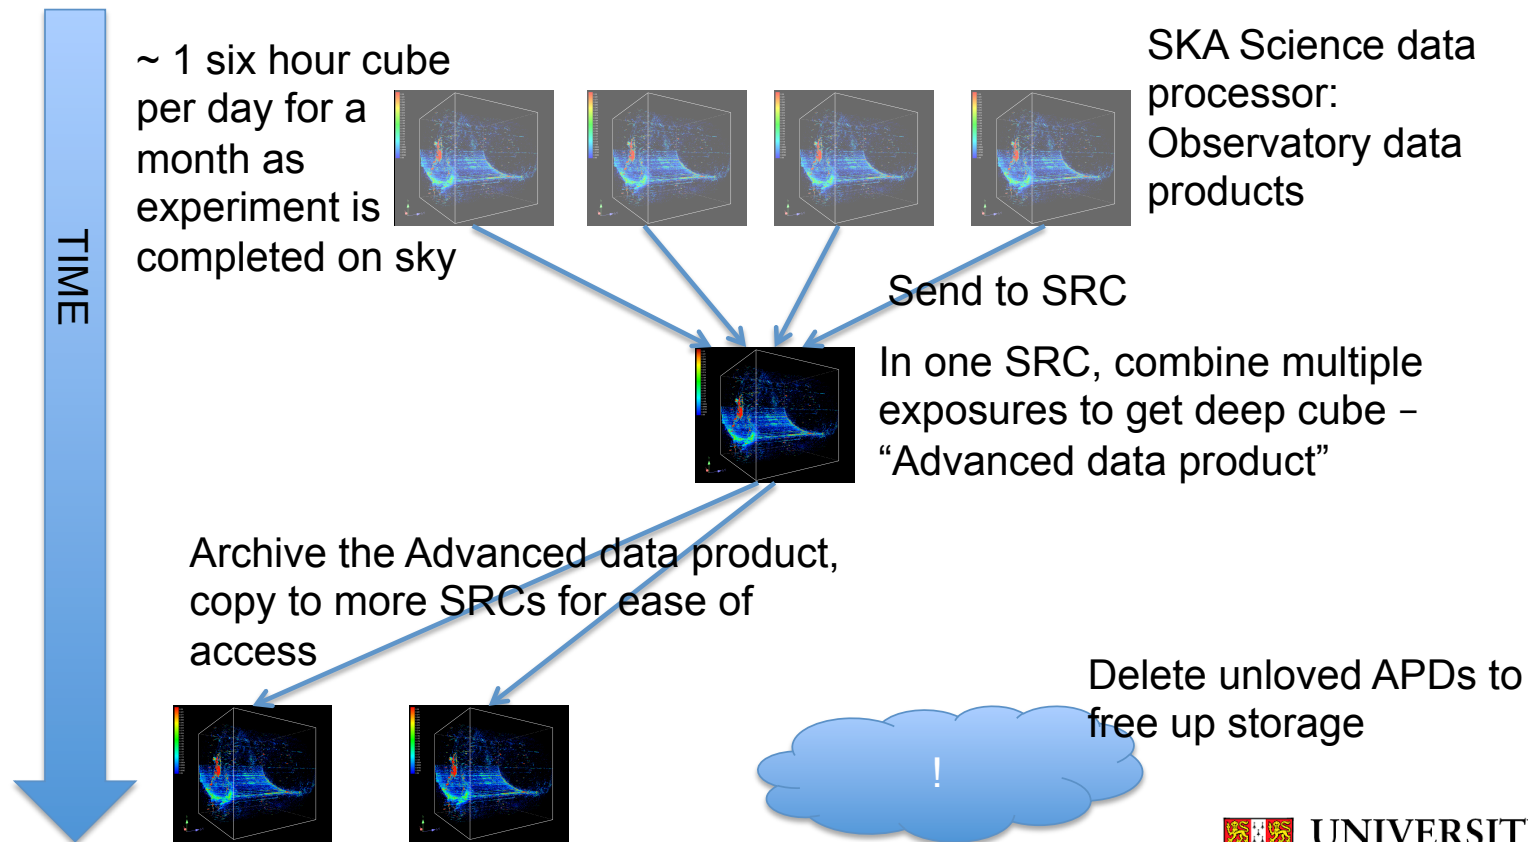 ~ 1 six hour cube
per day for a
month as
experiment is
completed on sky
SKA Science data
processor:
Observatory data
products
TIME
Send to SRC
In one SRC, combine multiple
exposures to get deep cube –
“Advanced data product”
Archive the Advanced data product,
copy to more SRCs for ease of
access
Delete unloved APDs to
free up storage
!